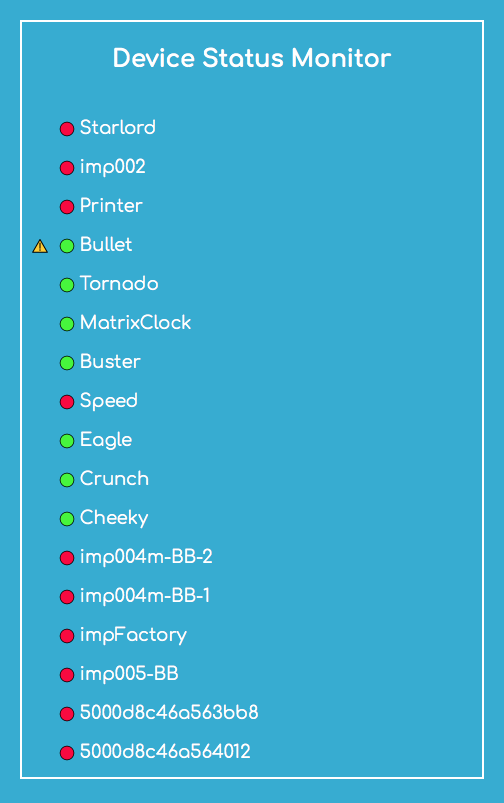 Device Status Monitor
Starlord
imp002
Printer
Bullet
Tornado
MatrixClock
Buster
Speed
Eagle
Crunch
Cheeky
imp004m-BB-2
imp004m-BB-1
impFactory
imp005-BB
5000d8c46a563bb8
5000d8c46a564012